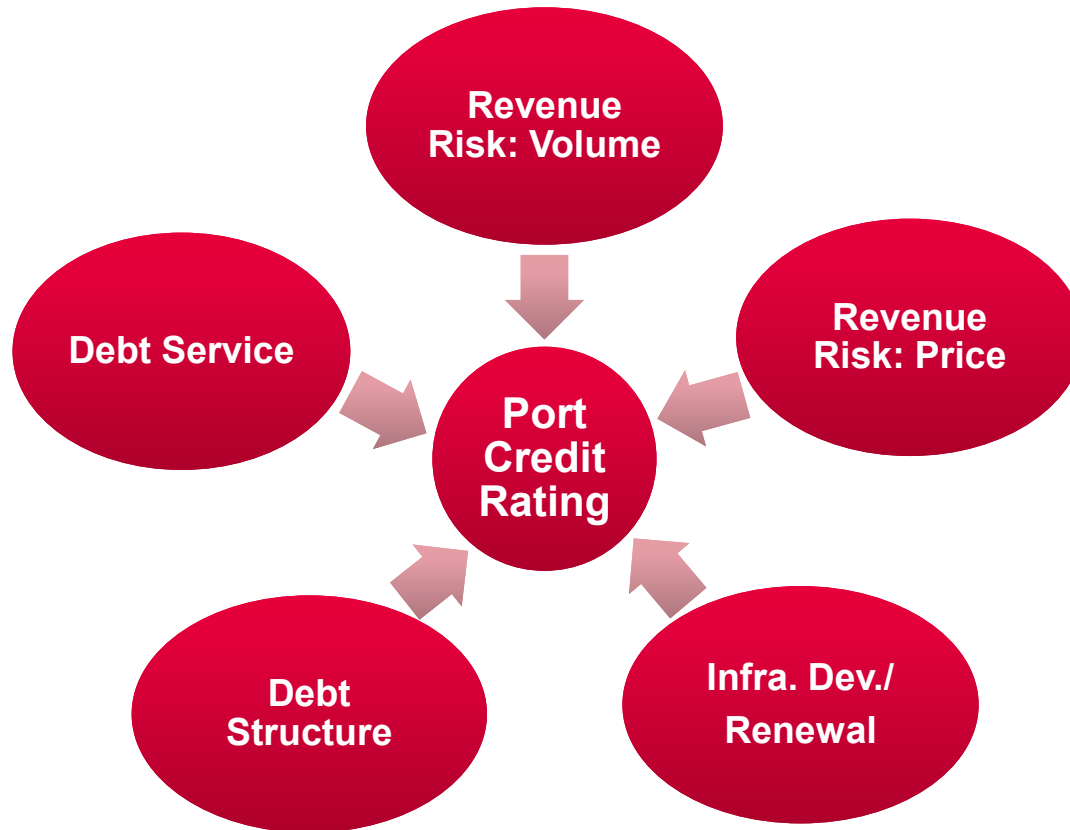 Revenue
Risk: Volume
Revenue
Risk: Price
Debt Service
Port
Credit
Rating
Infra. Dev./
Renewal
Debt
Structure